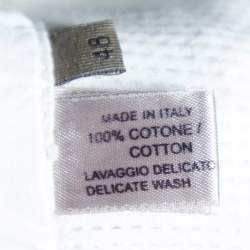 48
MADE IN ITALY
100% COTONE /
COTTON
LAVAGGIO DELICATO
DELICATE WASH